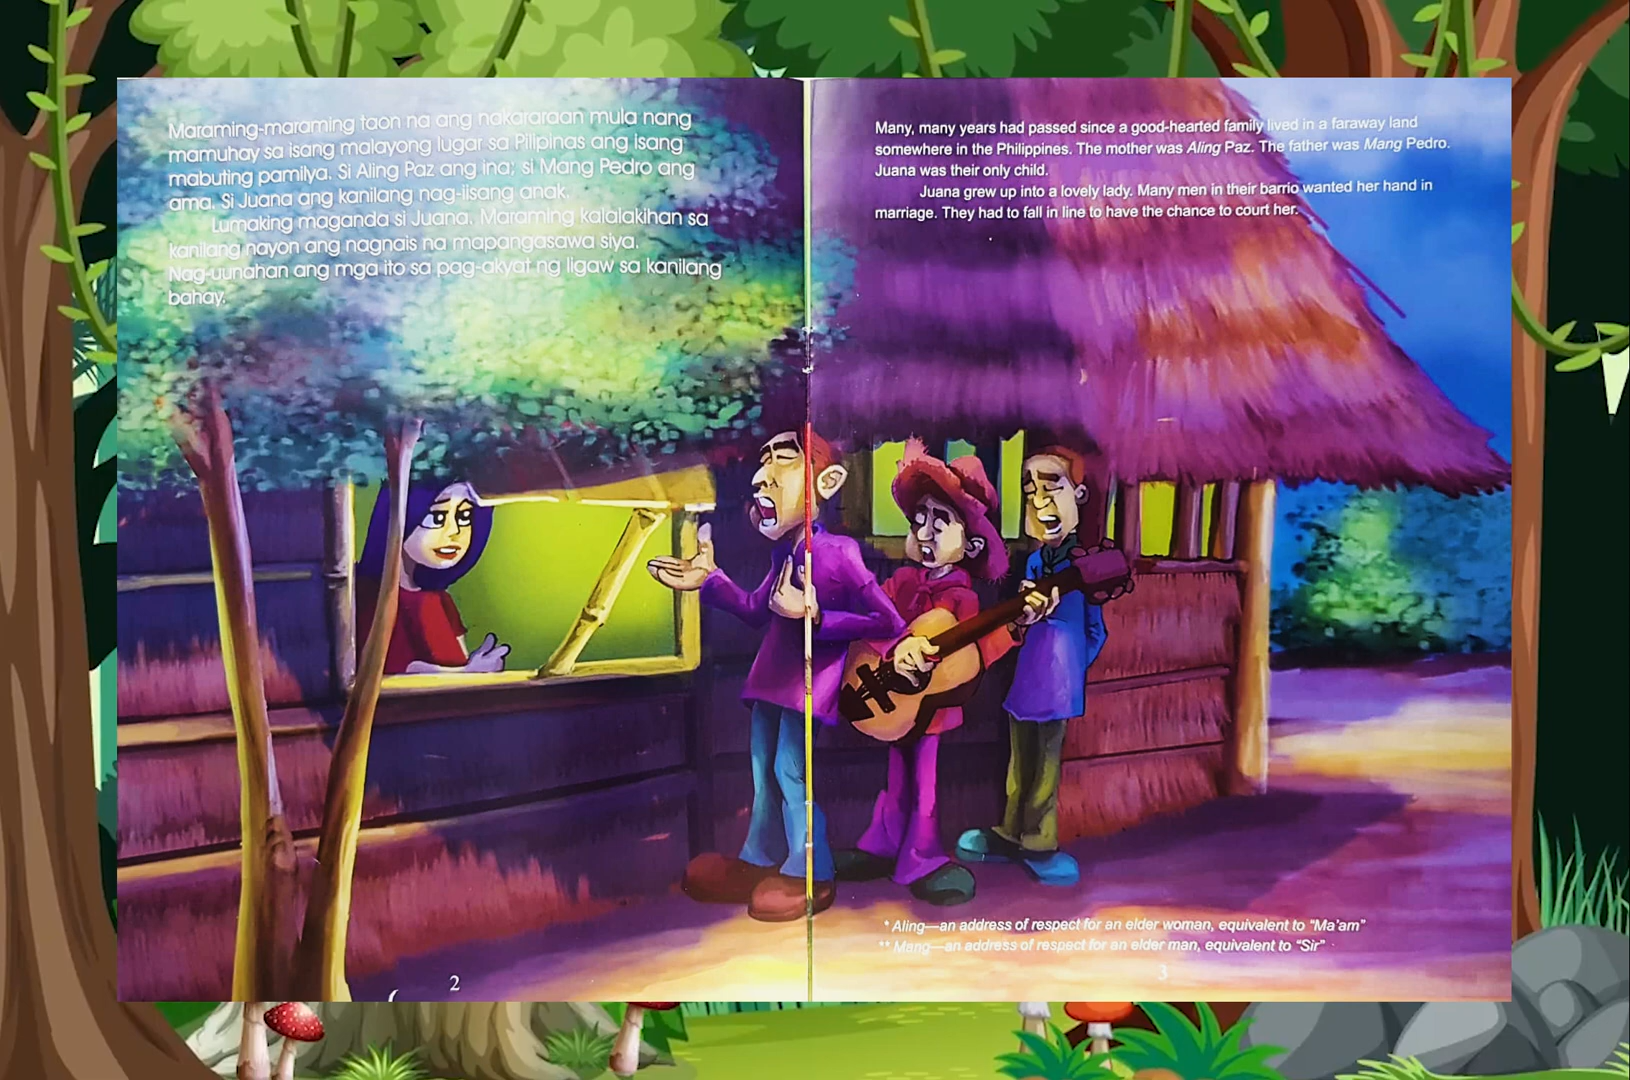 Maraming-maraming taon na ang nakararaan mula nang
mamuhay sa isang malayong lugar sa Pilipinas ang isang
mabuting pamilya. Si Aling Paz ang ina; si Mang Pedro ang
ama. Si Juana ang kanilang nag-iisang anak.
Lumaking maganda si Juana. Maraming kalalakihan sa
kanilang nayon ang nagnais na mapangasawa siya.
Nag-uunahan ang mga ito sa pag-akyat ng ligaw sa kanilang
bahay.
2
Many, many years had passed since a good-hearted family lived in a faraway land
somewhere in the Philippines. The mother was Aling Paz. The father was Mang Pedro.
Juana was their only child.
Juana grew up into a lovely lady. Many men in their barrio wanted her hand in
marriage. They had to fall in line to have the chance to court her.
* Aling—an address of respect for an elder woman, equivalent to "Ma'am"
** Mang—an address of respect for an elder man, equivalent to "Sir"
3